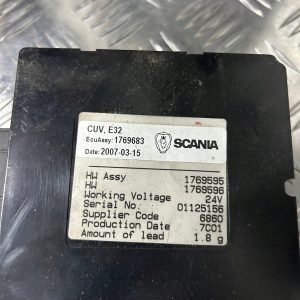 CUV, E32
EcuAssy: 1769683
Date: 2007-03-15
SCANIA
HW Assy 1769595
HW 1769596
Working Voltage 24V
Serial No. 01125156
Supplier Code 6860
Production Date 7C01
Amount of lead 1.8 g